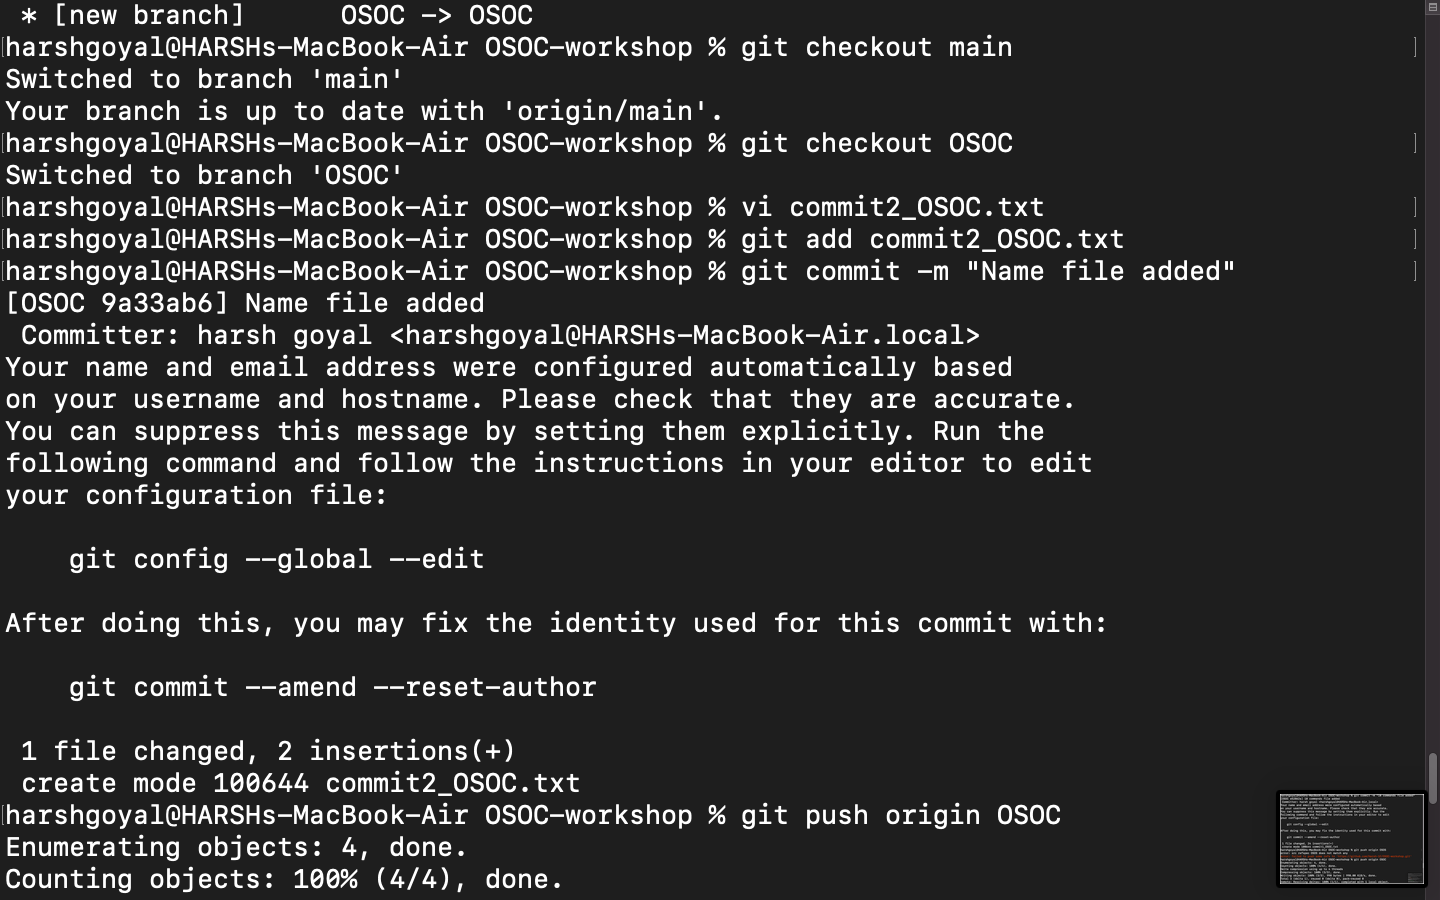 * [new branch]      OSOC -> OSOC
[harshgoyal@HARSHs-MacBook-Air OSOC-workshop % git checkout main ]
Switched to branch 'main'
Your branch is up to date with 'origin/main'.
[harshgoyal@HARSHs-MacBook-Air OSOC-workshop % git checkout OSOC ]
Switched to branch 'OSOC'
[harshgoyal@HARSHs-MacBook-Air OSOC-workshop % vi commit2_OSOC.txt ]
[harshgoyal@HARSHs-MacBook-Air OSOC-workshop % git add commit2_OSOC.txt ]
[harshgoyal@HARSHs-MacBook-Air OSOC-workshop % git commit -m "Name file added" ]
[OSOC 9a33ab6] Name file added
 Committer: harsh goyal <harshgoyal@HARSHs-MacBook-Air.local>
Your name and email address were configured automatically based
on your username and hostname. Please check that they are accurate.
You can suppress this message by setting them explicitly. Run the
following command and follow the instructions in your editor to edit
your configuration file:
    git config --global --edit
After doing this, you may fix the identity used for this commit with:
    git commit --amend --reset-author
 1 file changed, 2 insertions(+)
 create mode 100644 commit2_OSOC.txt
[harshgoyal@HARSHs-MacBook-Air OSOC-workshop % git push origin OSOC
Enumerating objects: 4, done.
Counting objects: 100% (4/4), done.